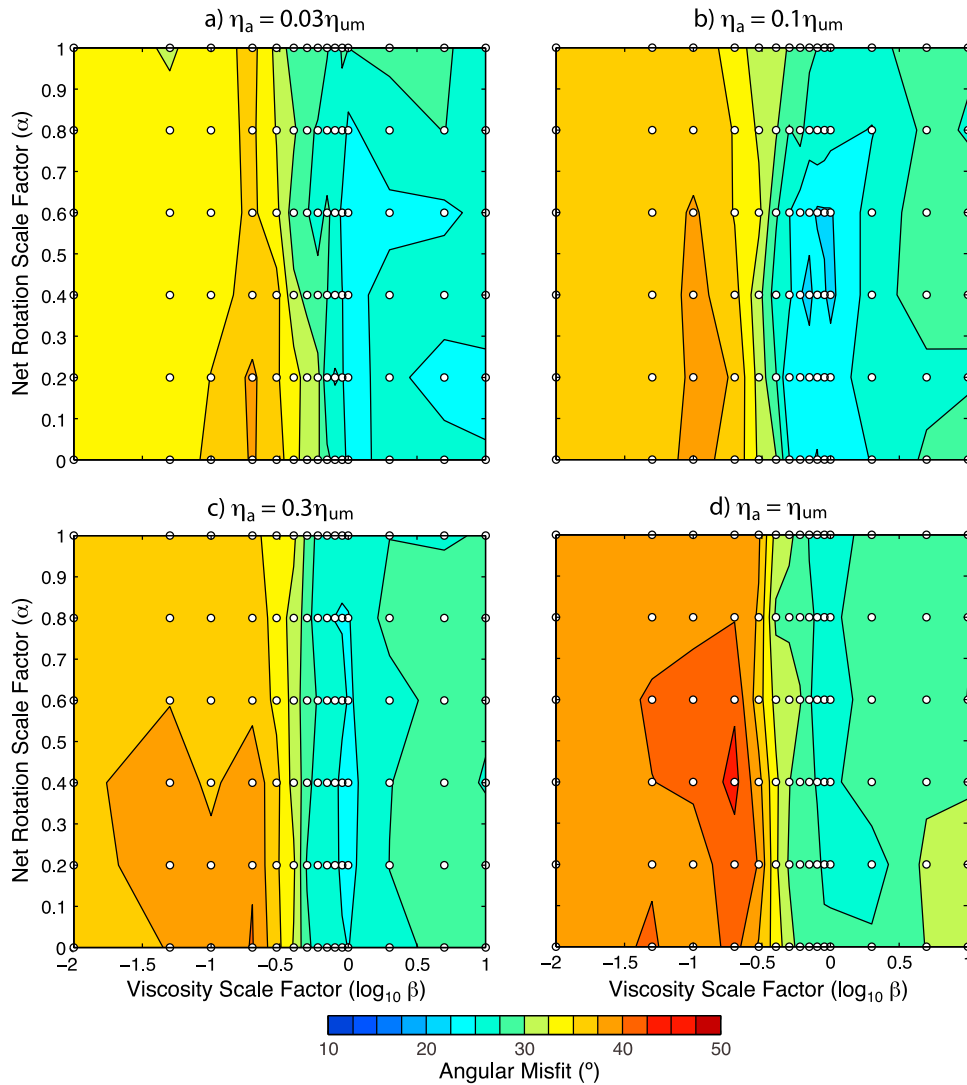 a) ηa = 0.03ηum
b) ηa = 0.1ηum
1
0.9
0.8
0.7
0.6
0.5
0.4
0.3
0.2
0.1
0
Net Rotation Scale Factor (α)
c) ηa = 0.3ηum
d) ηa = ηum
1
0.9
0.8
0.7
0.6
0.5
0.4
0.3
0.2
0.1
0
Net Rotation Scale Factor (α)
−2 −1.5 −1 −0.5 0 0.5 1
−2 −1.5 −1 −0.5 0 0.5 1
Viscosity Scale Factor (log10 β)
Viscosity Scale Factor (log10 β)
10 20 30 40 50
Angular Misfit (º)